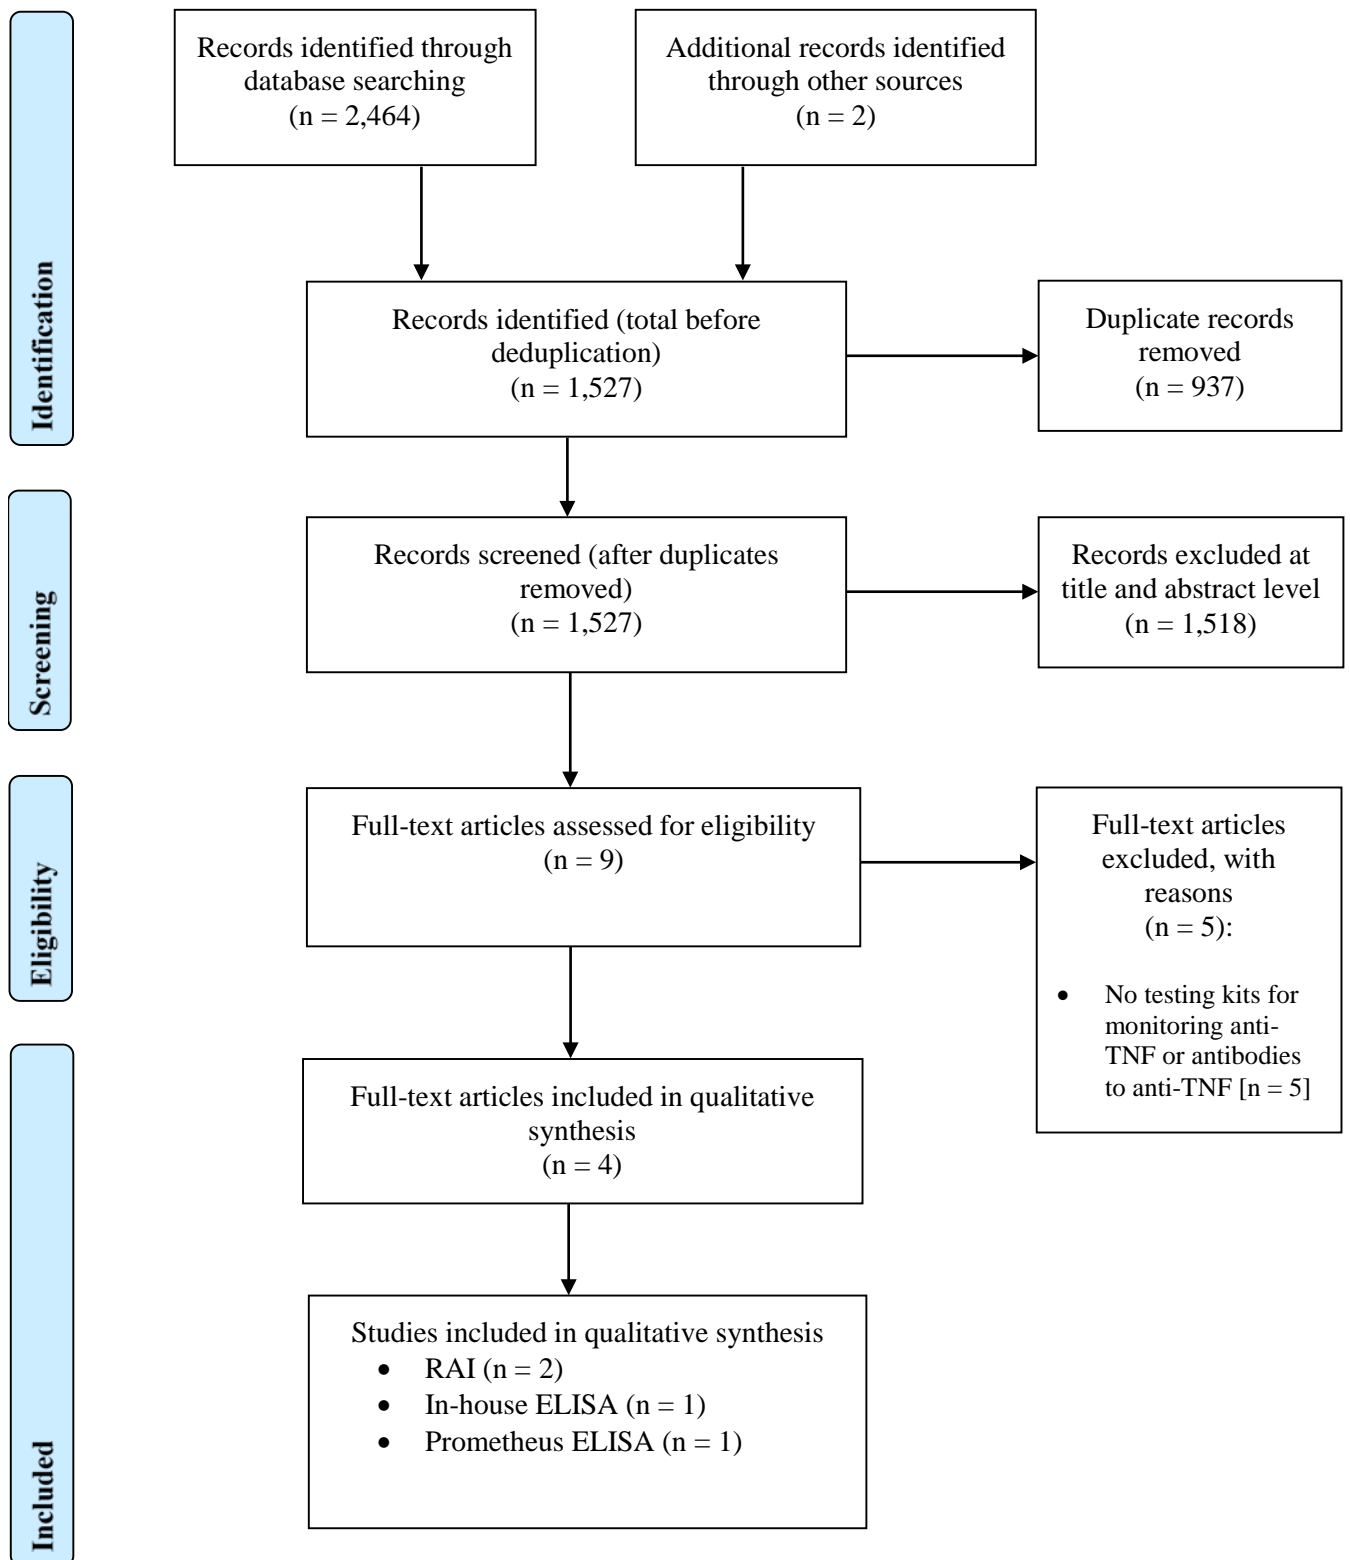 Identification
Records identified through
database searching
(n = 2,464)
Additional records identified
through other sources
(n = 2)
Records identified (total before
deduplication)
(n = 1,527)
Duplicate records
removed
(n = 937)
Screening
Records screened (after duplicates
removed)
(n = 1,527)
Records excluded at
title and abstract level
(n = 1,518)
Eligibility
Full-text articles assessed for eligibility
(n = 9)
Full-text articles
excluded, with
reasons
(n = 5):
• No testing kits for
monitoring anti-
TNF or antibodies
to anti-TNF [n = 5]
Included
Full-text articles included in qualitative
synthesis
(n = 4)
Studies included in qualitative synthesis
• RAI (n = 2)
• In-house ELISA (n = 1)
• Prometheus ELISA (n = 1)